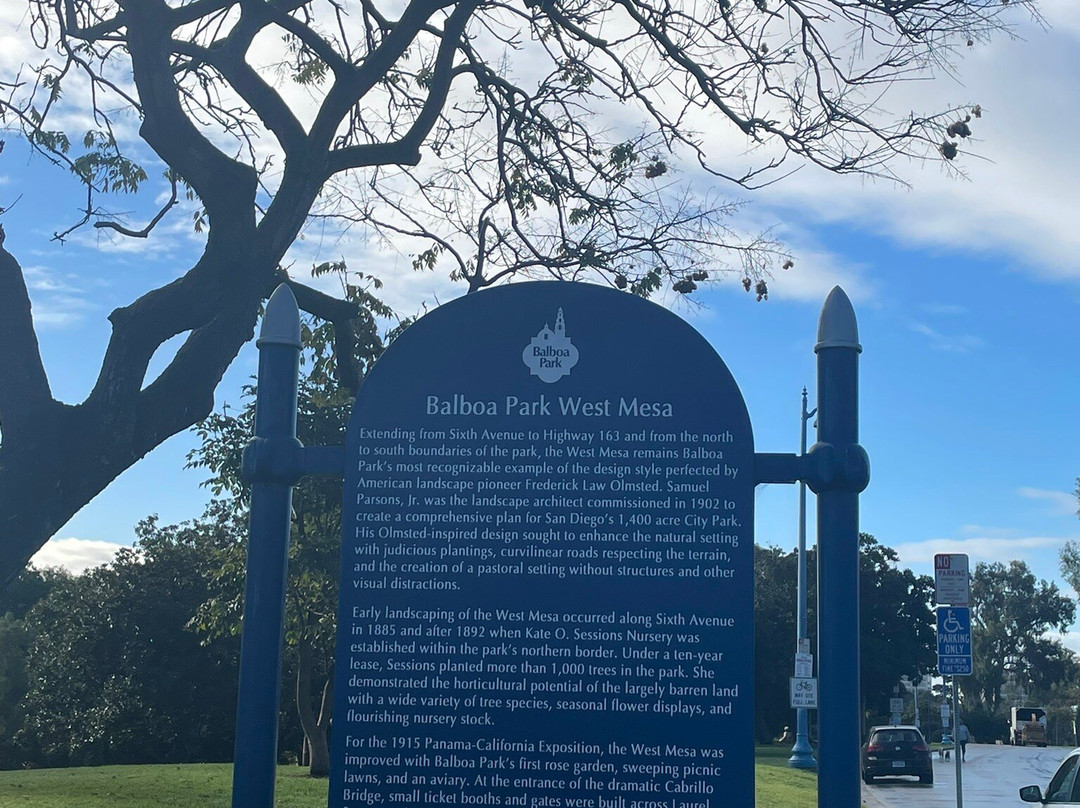 Balboa
Park
Balboa Park West Mesa
Extending from Sixth Avenue to Highway 163 and from the north
to south boundaries of the park, the West Mesa remains Balboa
Park's most recognizable example of the design style perfected by
American landscape pioneer Frederick Law Olmsted. Samuel
Parsons, Jr. was the landscape architect commissioned in 1902 to
create a comprehensive plan for San Diego's 1,400 acre City Park.
His Olmsted-inspired design sought to enhance the natural setting
with judicious plantings, curvilinear roads respecting the terrain,
and the creation of a pastoral setting without structures and other
visual distractions.
Early landscaping of the West Mesa occurred along Sixth Avenue
in 1885 and after 1892 when Kate O. Sessions Nursery was
established within the park's northern border. Under a ten-year
lease, Sessions planted more than 1,000 trees in the park. She
demonstrated the horticultural potential of the largely barren land
with a wide variety of tree species, seasonal flower displays, and
flourishing nursery stock.
For the 1915 Panama-California Exposition, the West Mesa was
improved with Balboa Park's first rose garden, sweeping picnic
lawns, and an aviary. At the entrance of the dramatic Cabrillo
Bridge, small ticket booths and gates were built across Laurel
NO
PARKING
PARKING
ONLY
MINIMUM
FINE $250
MAY USE
FULL LANE